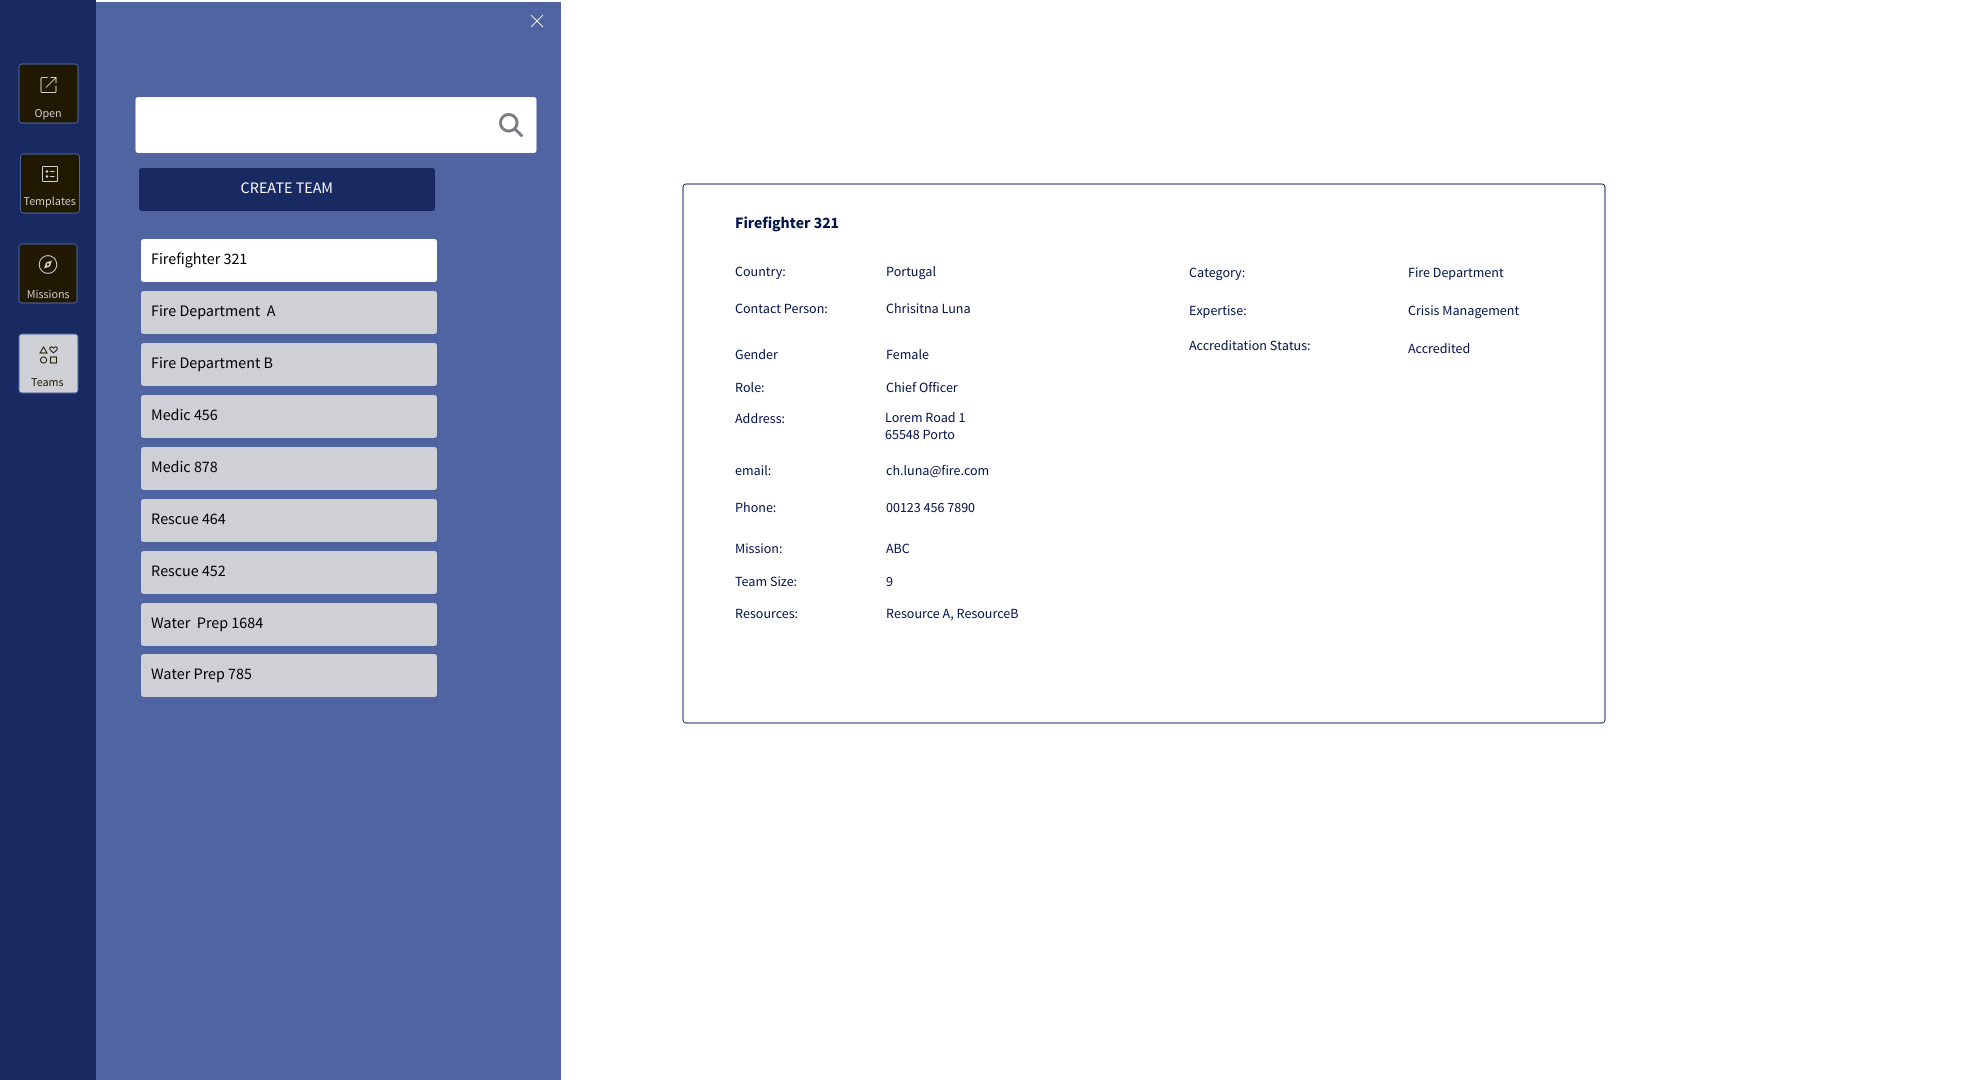 Open
Templates
Missions
Teams
CREATE TEAM
Firefighter 321
Fire Department  A
Fire Department B
Medic 456
Medic 878
Rescue 464
Rescue 452
Water  Prep 1684
Water Prep 785
Firefighter 321
Country: Portugal
Contact Person: Chrisitna Luna
Gender Female
Role: Chief Officer
Address: Lorem Road 1
65548 Porto
email: ch.luna@fire.com
Phone: 00123 456 7890
Mission: ABC
Team Size: 9
Resources: Resource A, ResourceB
Category: Fire Department
Expertise: Crisis Management
Accreditation Status: Accredited